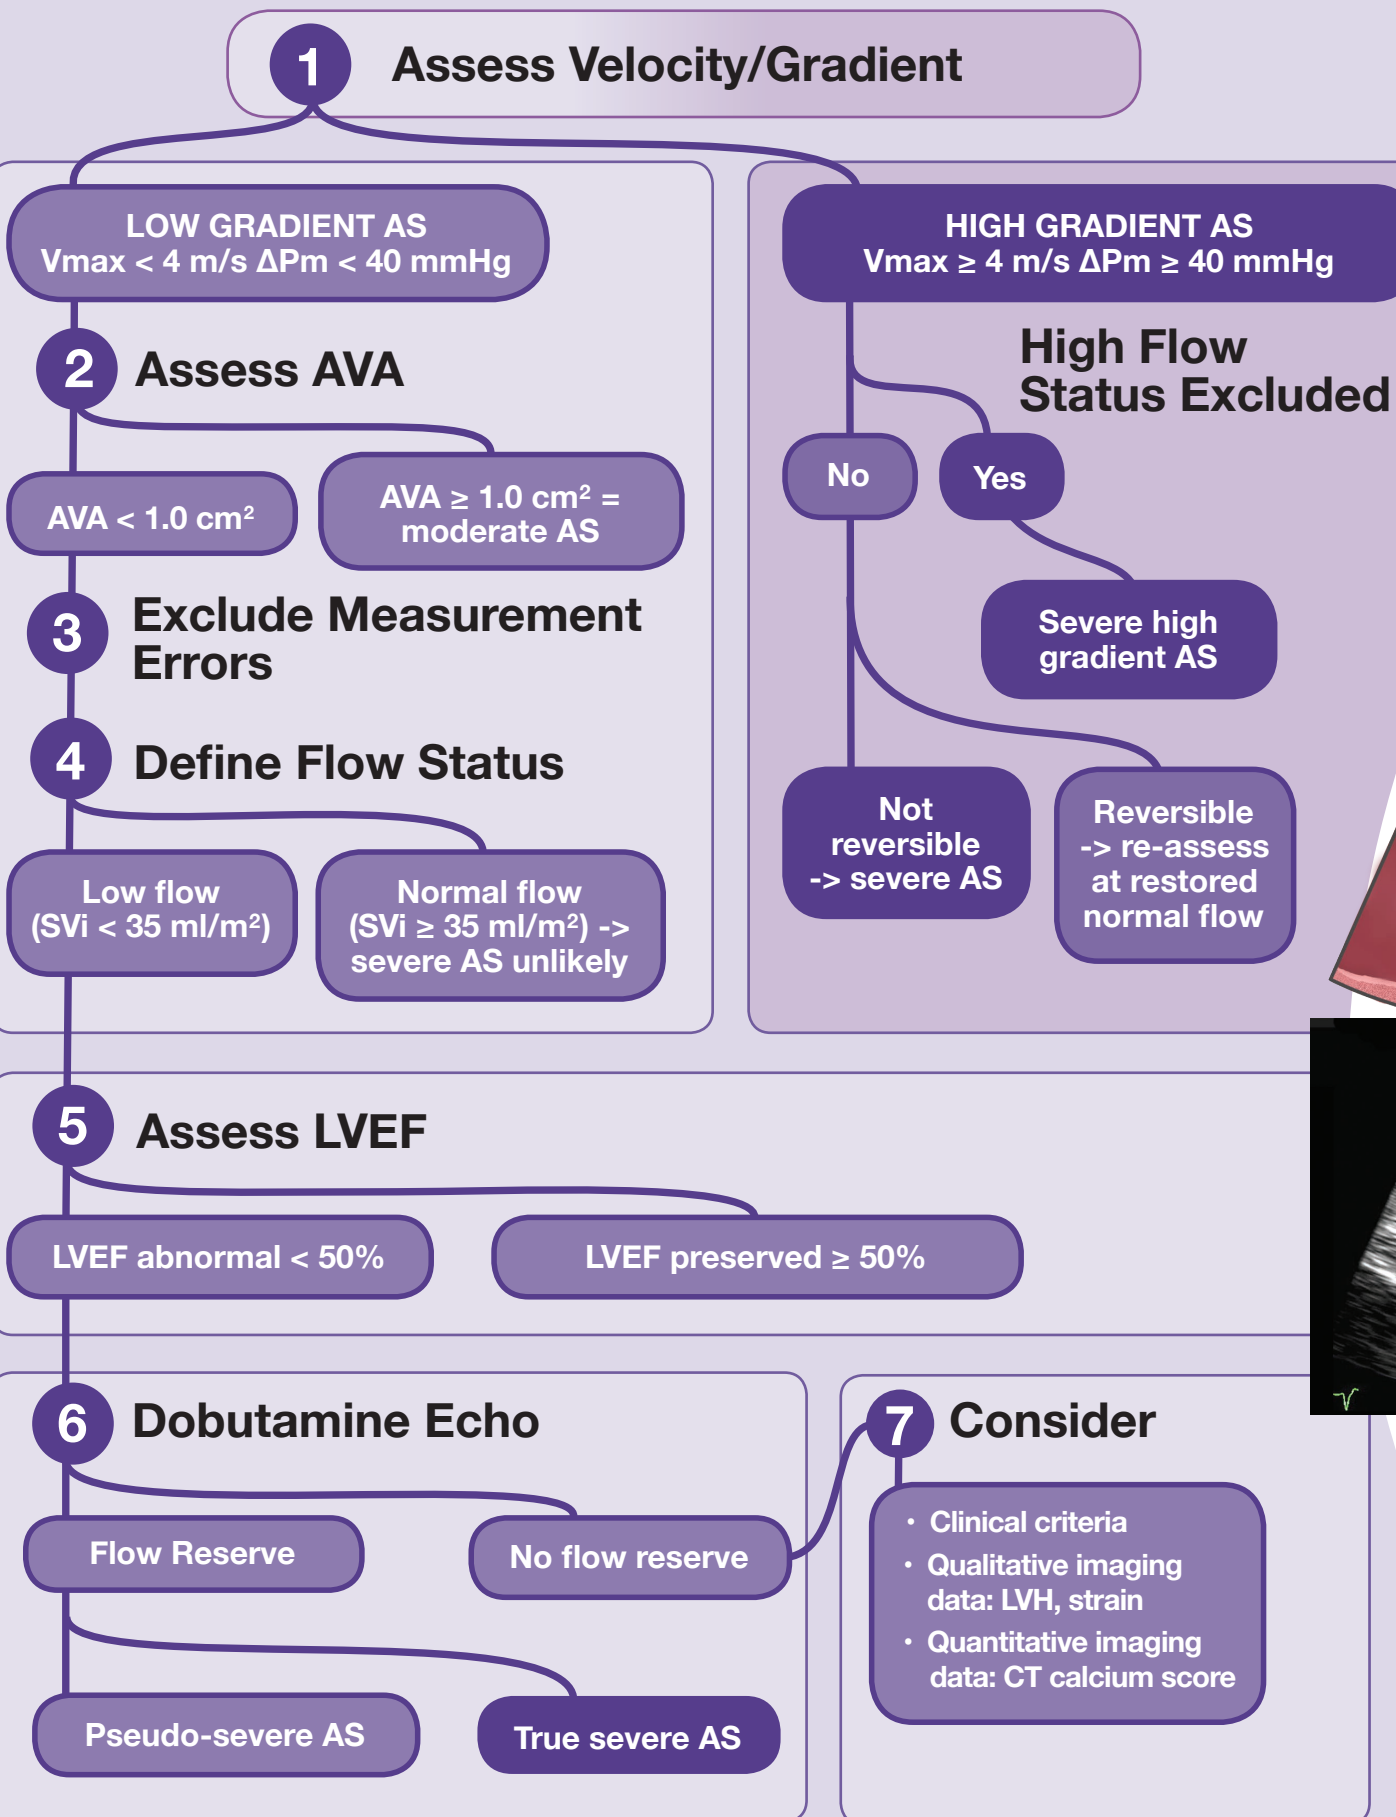 1 Assess Velocity/Gradient
LOW GRADIENT AS
Vmax < 4 m/s ΔPm < 40 mmHg
2 Assess AVA
AVA < 1.0 cm²
AVA ≥ 1.0 cm² =
moderate AS
3 Exclude Measurement
Errors
4 Define Flow Status
Low flow
(SVi < 35 ml/m²)
Normal flow
(SVi ≥ 35 ml/m²) ->
severe AS unlikely
HIGH GRADIENT AS
Vmax ≥ 4 m/s ΔPm ≥ 40 mmHg
High Flow
Status Excluded
No
Yes
Severe high
gradient AS
Not
reversible
-> severe AS
Reversible
-> re-assess
at restored
normal flow
5 Assess LVEF
LVEF abnormal < 50%
LVEF preserved ≥ 50%
6 Dobutamine Echo
Flow Reserve
No flow reserve
Pseudo-severe AS
True severe AS
7 Consider
• Clinical criteria
• Qualitative imaging
data: LVH, strain
• Quantitative imaging
data: CT calcium score
V